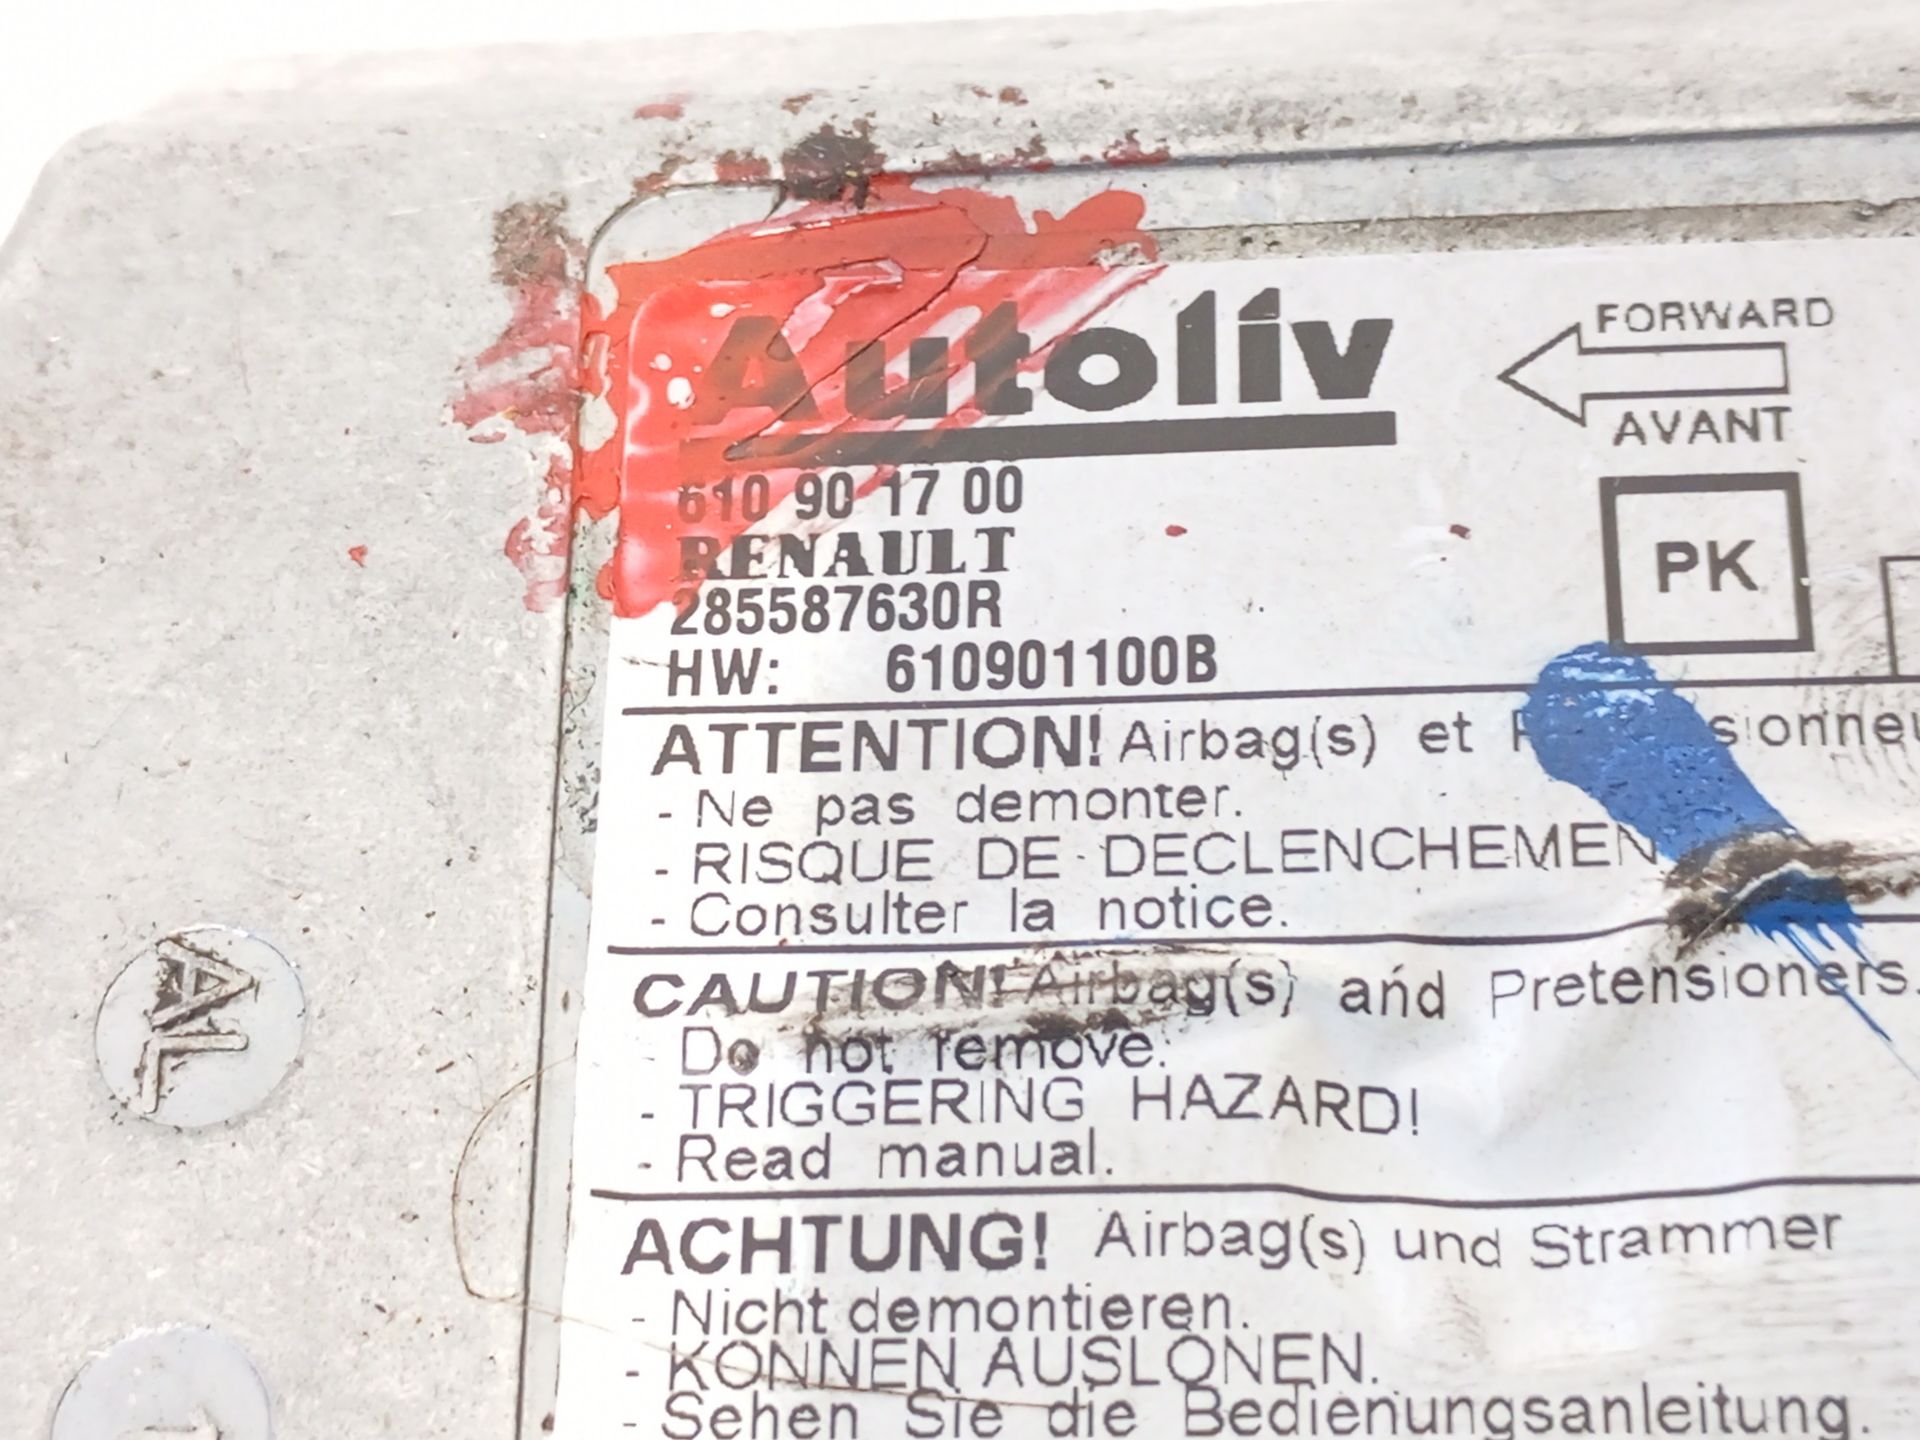 Autoliv
FORWARD
AVANT
610 90 17 00
RENAULT
285587630R
HW: 610901100B
PK
ATTENTION! Airbag(s) et
- Ne pas demonter.
- RISQUE DE DECLENCHEMEN
- Consulter la notice.
CAUTION! Airbag(s) and Pretensioners.
- Do not remove.
- TRIGGERING HAZARD!
- Read manual.
ACHTUNG! Airbag(s) und Strammer
- Nicht demontieren.
- KONNEN AUSLONEN.
- Sehen Sie die Bedienungsanleitung.
AL